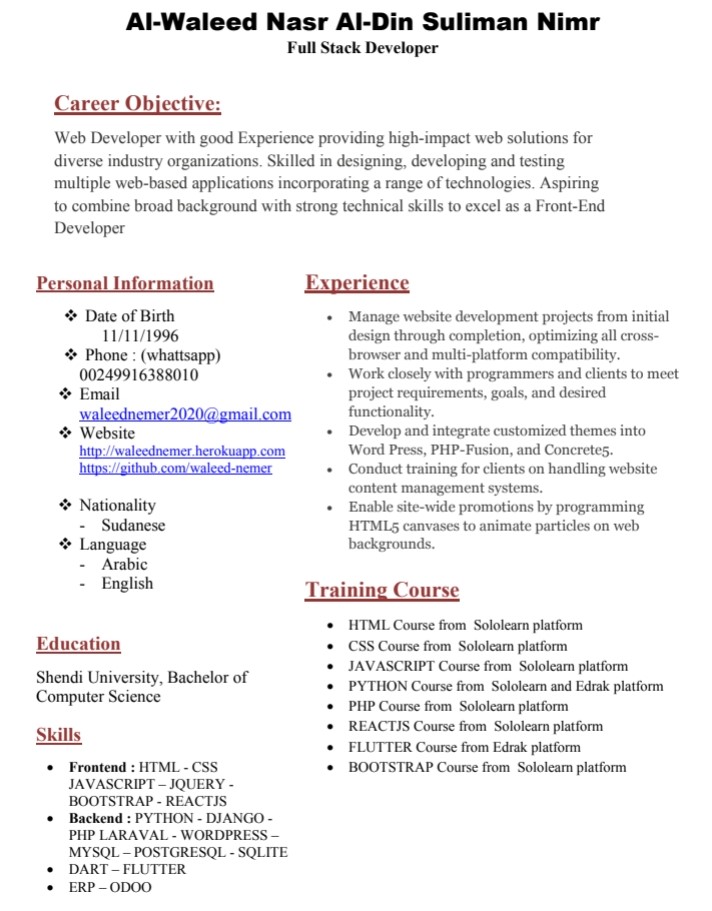 Al-Waleed Nasr Al-Din Suliman Nimr
Full Stack Developer
Career Objective:
Web Developer with good Experience providing high-impact web solutions for
diverse industry organizations. Skilled in designing, developing and testing
multiple web-based applications incorporating a range of technologies. Aspiring
to combine broad background with strong technical skills to excel as a Front-End
Developer
Personal Information
❖ Date of Birth
11/11/1996
❖ Phone : (whattsapp)
00249916388010
❖ Email
waleednemer2020@gmail.com
❖ Website
http://waleednemer.herokuapp.com
https://github.com/waleed-nemer
❖ Nationality
- Sudanese
❖ Language
- Arabic
- English
Education
Shendi University, Bachelor of
Computer Science
Skills
• Frontend : HTML - CSS
JAVASCRIPT – JQUERY -
BOOTSTRAP - REACTJS
• Backend : PYTHON - DJANGO -
PHP LARAVAL - WORDPRESS –
MYSQL – POSTGRESQL - SQLITE
• DART – FLUTTER
• ERP – ODOO
Experience
• Manage website development projects from initial
design through completion, optimizing all cross-
browser and multi-platform compatibility.
• Work closely with programmers and clients to meet
project requirements, goals, and desired
functionality.
• Develop and integrate customized themes into
Word Press, PHP-Fusion, and Concrete5.
• Conduct training for clients on handling website
content management systems.
• Enable site-wide promotions by programming
HTML5 canvases to animate particles on web
backgrounds.
Training Course
• HTML Course from Sololearn platform
• CSS Course from Sololearn platform
• JAVASCRIPT Course from Sololearn platform
• PYTHON Course from Sololearn and Edrak platform
• PHP Course from Sololearn platform
• REACTJS Course from Sololearn platform
• FLUTTER Course from Edrak platform
• BOOTSTRAP Course from Sololearn platform